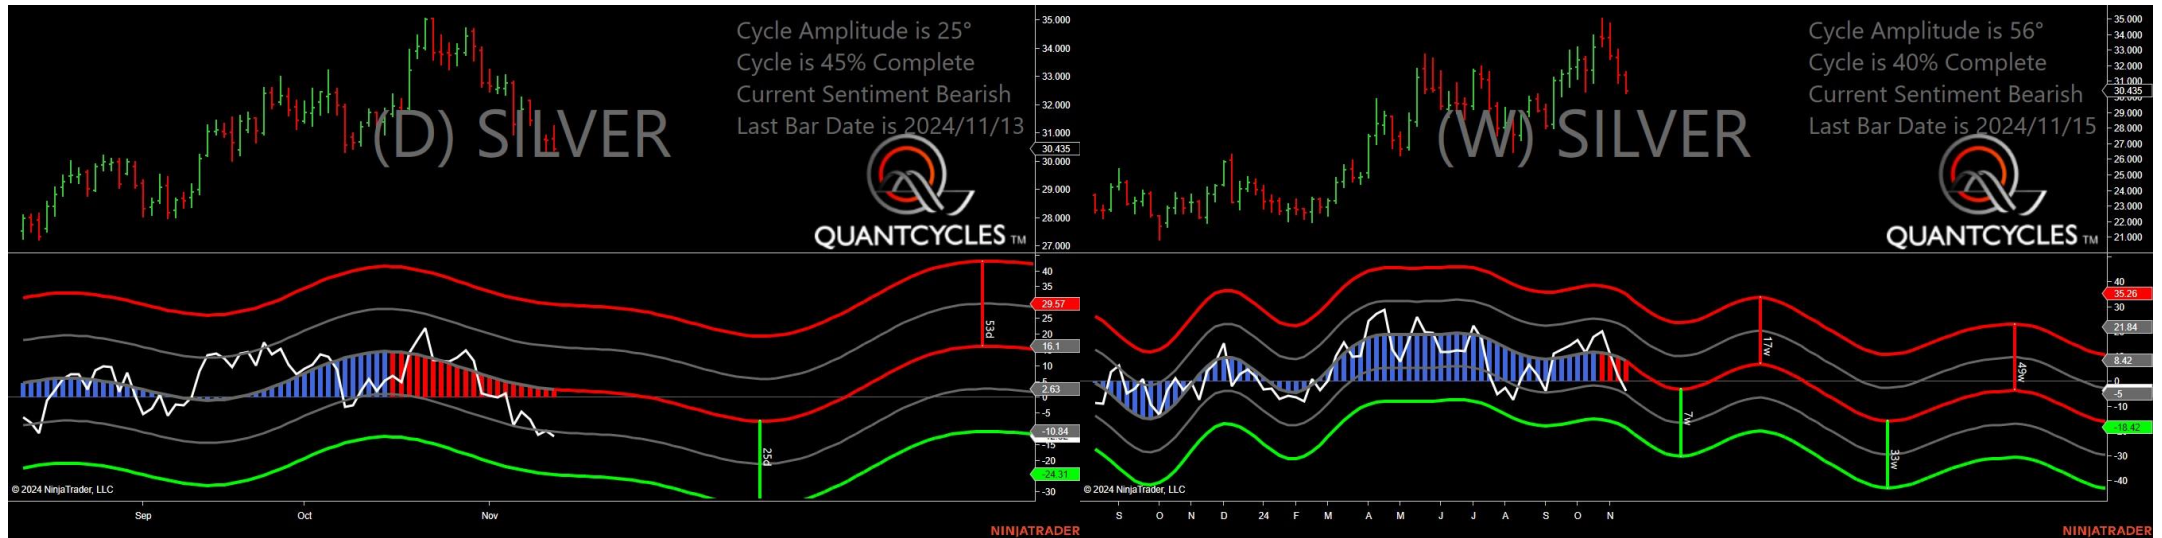 Cycle Amplitude is 25°
Cycle is 45% Complete
Current Sentiment Bearish
Last Bar Date is 2024/11/13
(D) SILVER
QUANTCYCLES TM
35.000
34.000
33.000
32.000
31.000
30.435
30.000
29.000
28.000
27.000
40
35
29.57
25
20
16.1
10
5
2.63
0
-5
-10.84
-15
-20
-24.31
-30
53d
25d
© 2024 NinjaTrader, LLC
Sep Oct Nov
NINJATRADER
Cycle Amplitude is 56°
Cycle is 40% Complete
Current Sentiment Bearish
Last Bar Date is 2024/11/15
(W) SILVER
QUANTCYCLES TM
35.000
34.000
33.000
32.000
31.000
30.435
29.000
28.000
27.000
26.000
25.000
24.000
23.000
22.000
21.000
40
35.26
30
21.84
8.42
0
-5
-10
-18.42
-30
-40
17w
49w
7w
33w
© 2024 NinjaTrader, LLC
S O N D 24 F M A M J J A S O N
NINJATRADER